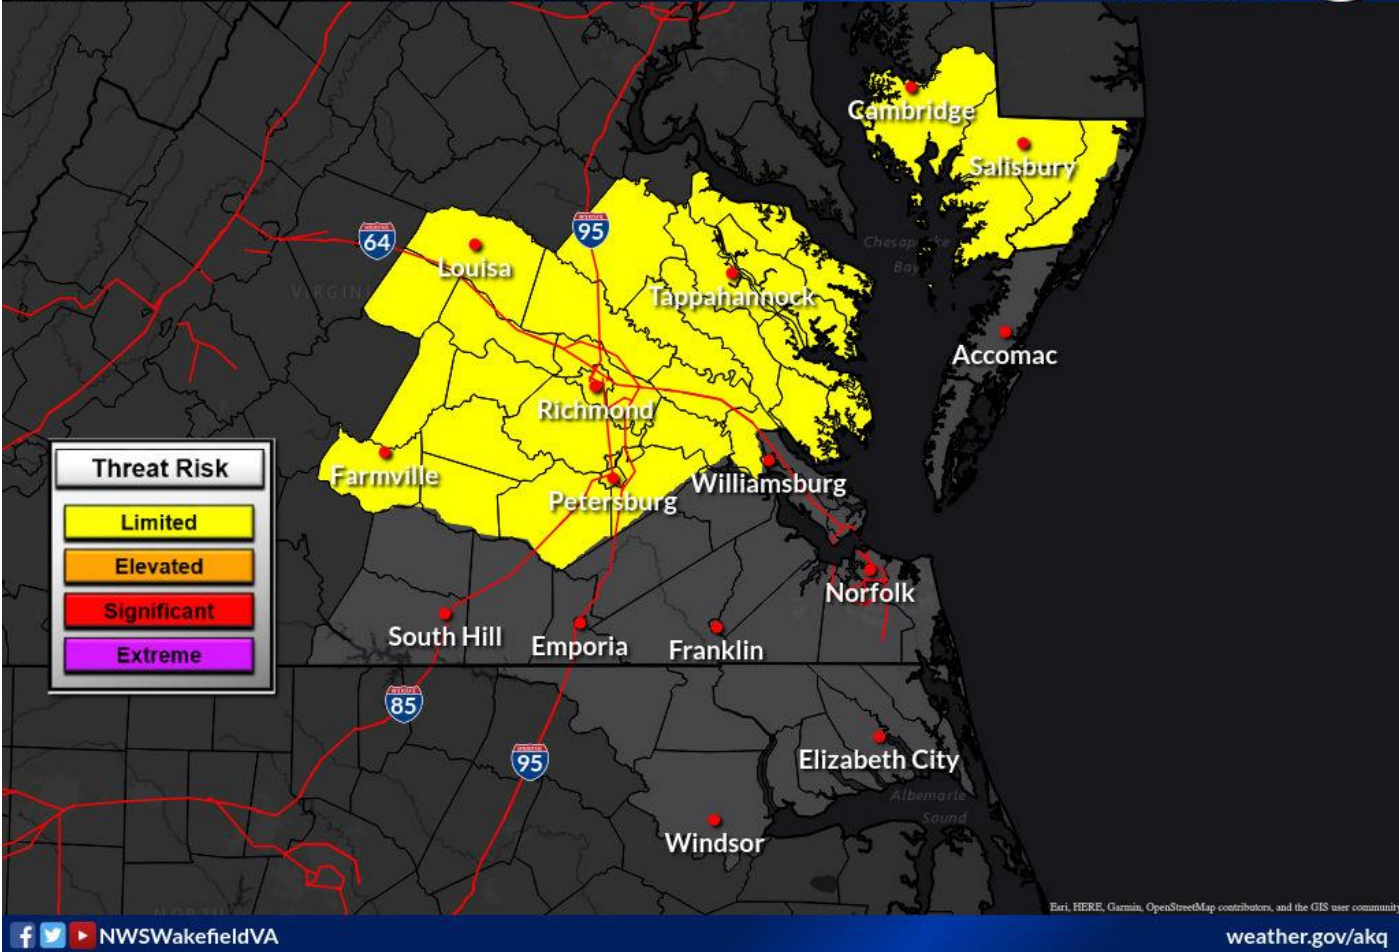 Cambridge
Salisbury
64
95
Louisa
Chesapeake
Bay
VIRGINI
Tappahannock
Accomac
Richmond
Threat Risk
Limited
Elevated
Significant
Extreme
Farmville
Petersburg
Williamsburg
Norfolk
South Hill
Emporia
Franklin
85
95
Elizabeth City
Albemarle
Sound
Windsor
NORTH
Esri, HERE, Garmin, OpenStreetMap contributors, and the GIS user community
NWSWakefieldVA
weather.gov/akq